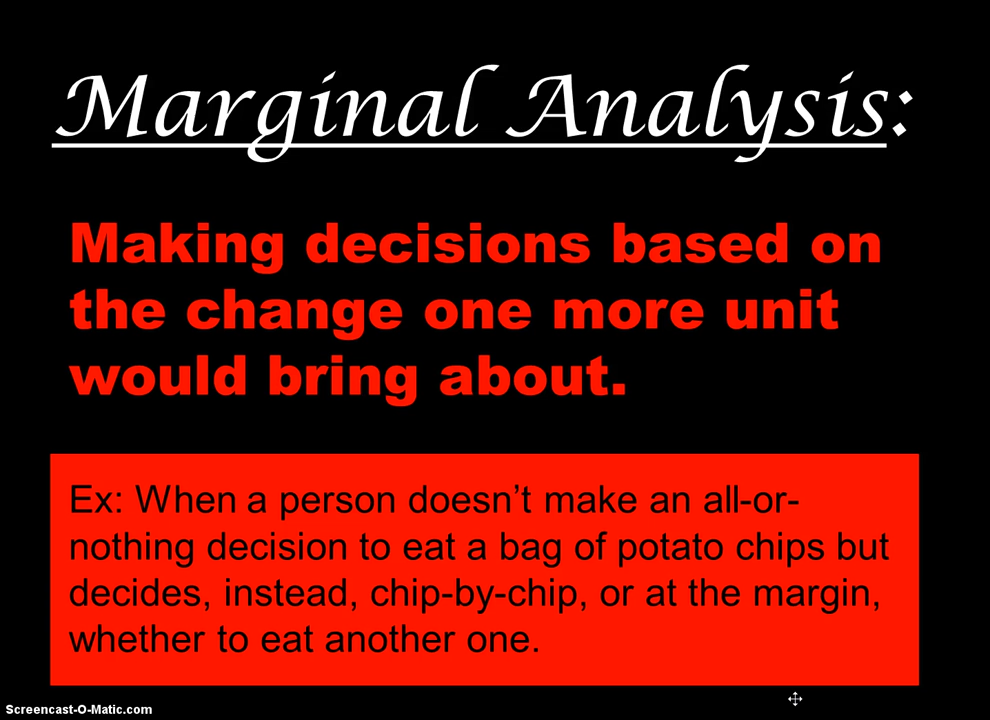 Marginal Analysis:
Making decisions based on
the change one more unit
would bring about.
Ex: When a person doesn’t make an all-or-
nothing decision to eat a bag of potato chips but
decides, instead, chip-by-chip, or at the margin,
whether to eat another one.
Screencast-O-Matic.com